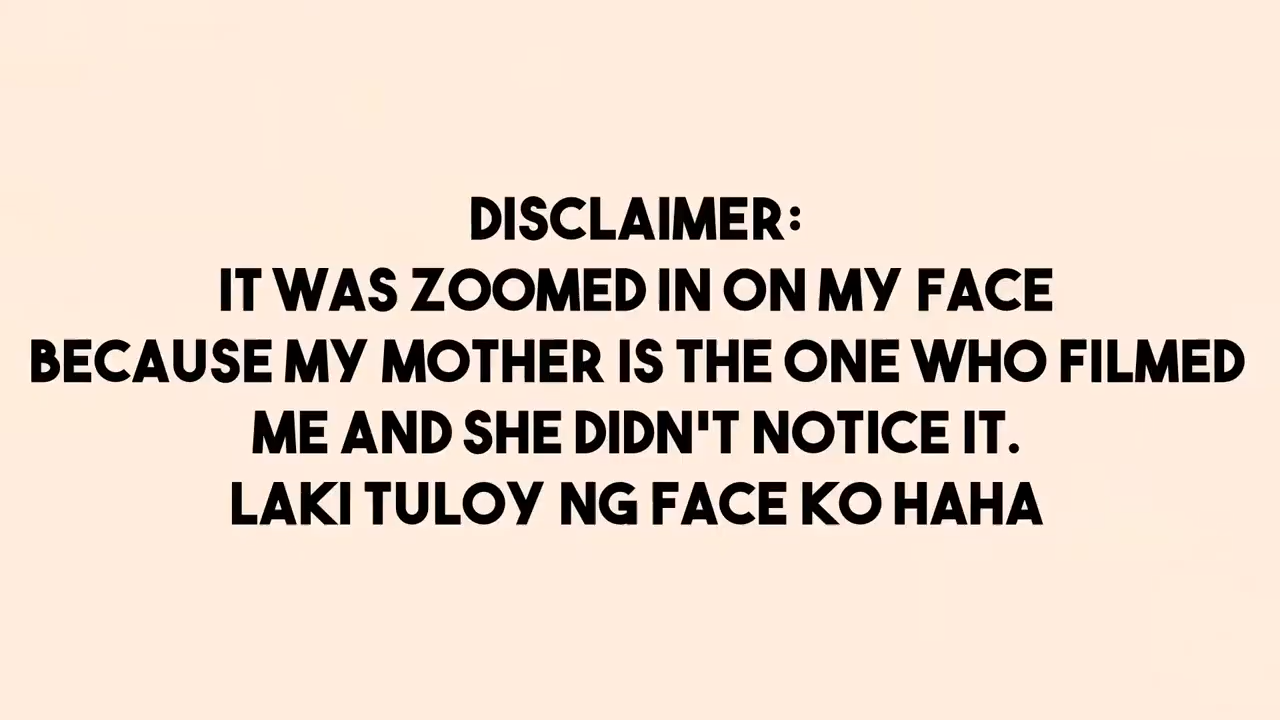 DISCLAIMER:
IT WAS ZOOMED IN ON MY FACE
BECAUSE MY MOTHER IS THE ONE WHO FILMED
ME AND SHE DIDN'T NOTICE IT.
LAKI TULOY NG FACE KO HAHA